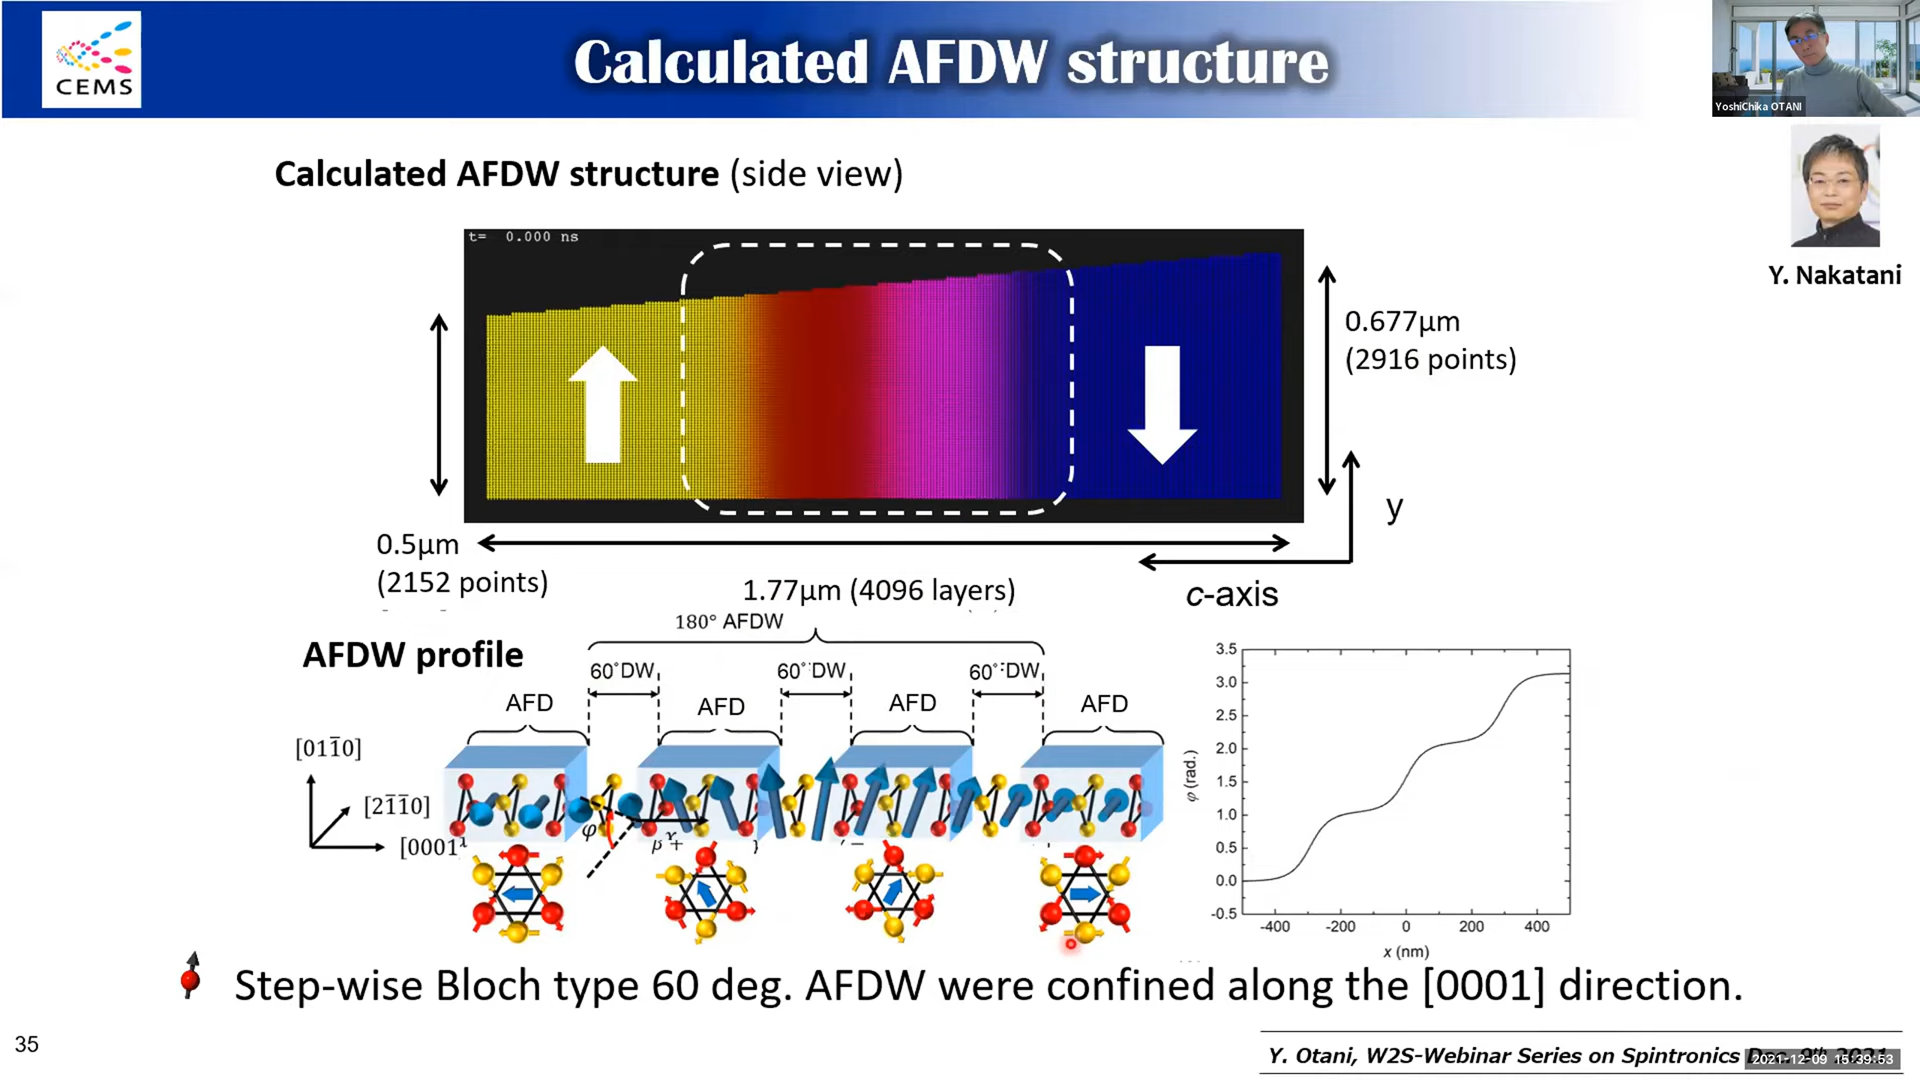 CEMS
Calculated AFDW structure
YoshiChika OTANI
Calculated AFDW structure (side view)
t= 0.000 ns
Y. Nakatani
0.677μm
(2916 points)
y
0.5μm
(2152 points)
1.77μm (4096 layers)
c-axis
180° AFDW
AFDW profile
60°DW
60°DW
60°DW
AFD
AFD
AFD
AFD
[011̄0]
[21̄1̄0]
[0001
φ
3.5
3.0
2.5
2.0
1.5
1.0
0.5
0.0
-0.5
φ (rad.)
-400
-200
0
200
400
x (nm)
Step-wise Bloch type 60 deg. AFDW were confined along the [0001] direction.
35
Y. Otani, W2S-Webinar Series on Spintronics
2021-12-09 15:39:53